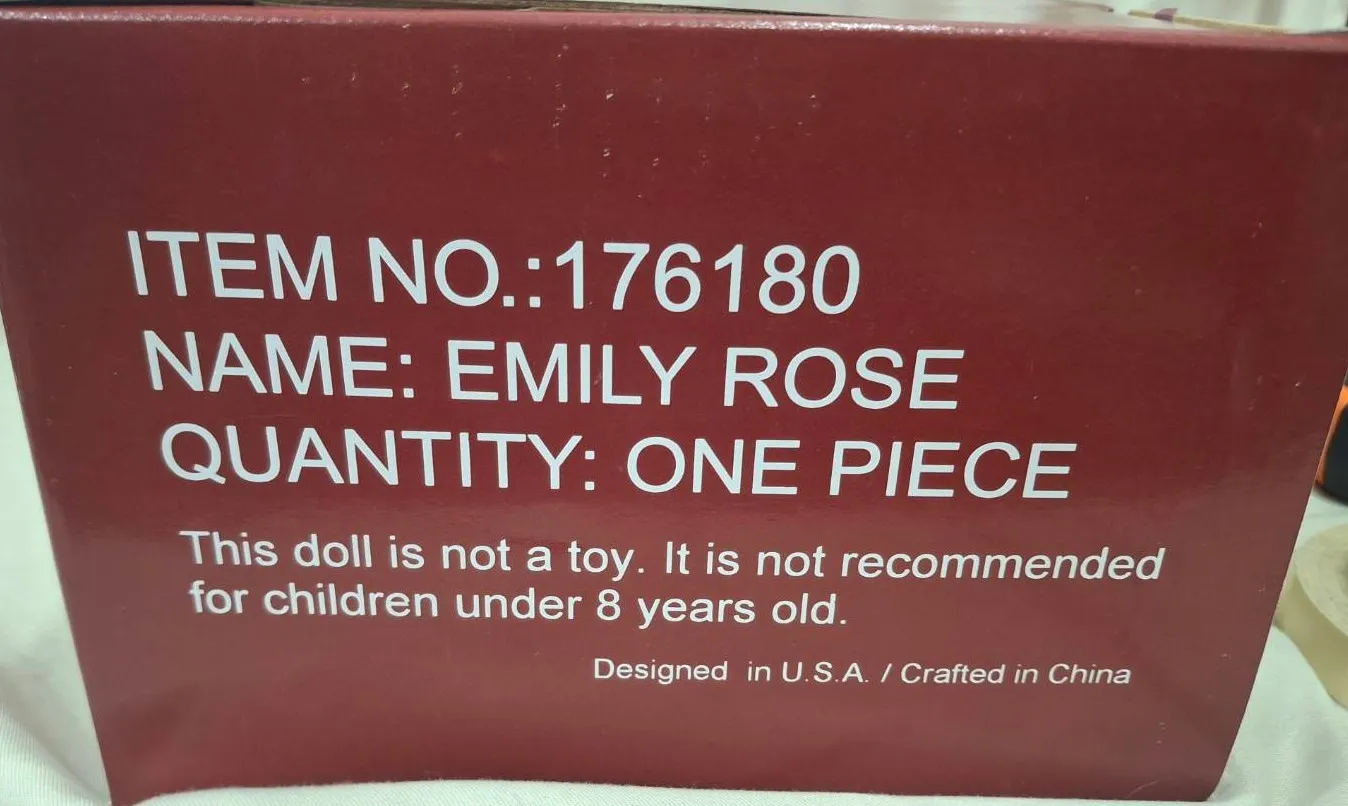 ITEM NO.:176180
NAME: EMILY ROSE
QUANTITY: ONE PIECE
This doll is not a toy. It is not recommended
for children under 8 years old.
Designed in U.S.A. / Crafted in China